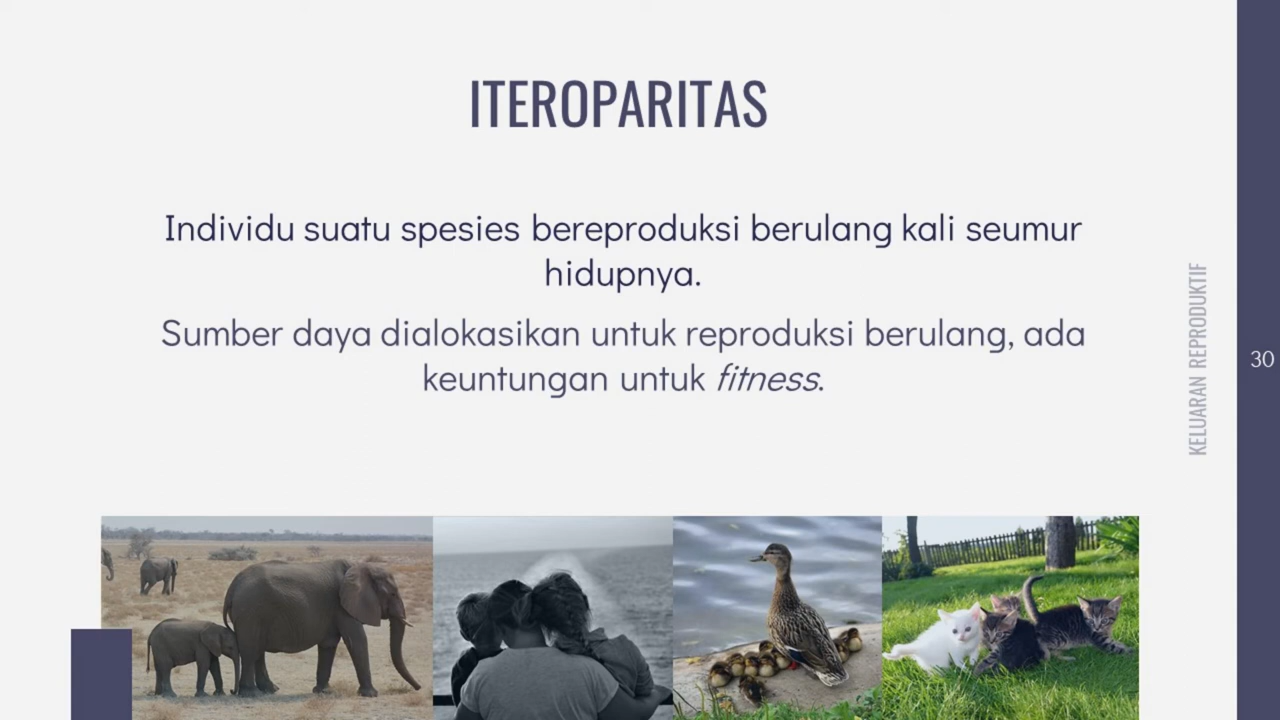 ITEROPARITAS
Individu suatu spesies bereproduksi berulang kali seumur
hidupnya.
Sumber daya dialokasikan untuk reproduksi berulang, ada
keuntungan untuk fitness.
KELUARAN REPRODUKTIF
30